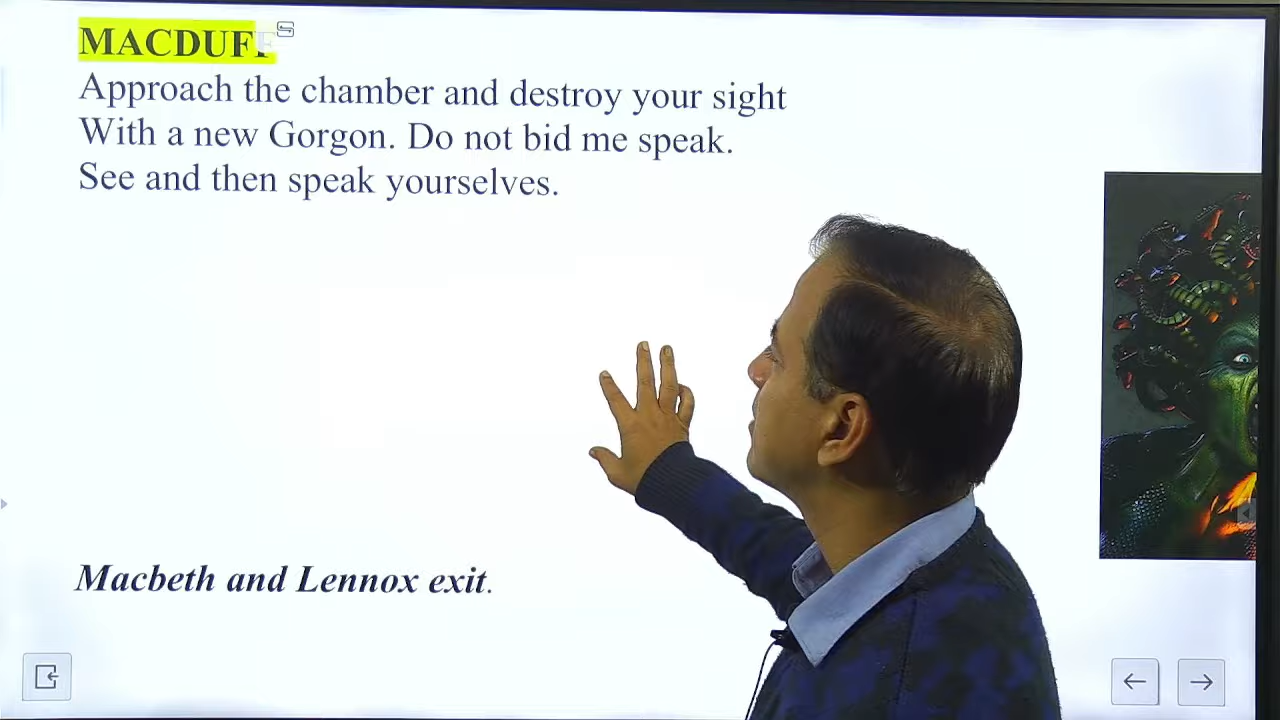 MACDUFF
Approach the chamber and destroy your sight
With a new Gorgon. Do not bid me speak.
See and then speak yourselves.
Macbeth and Lennox exit.